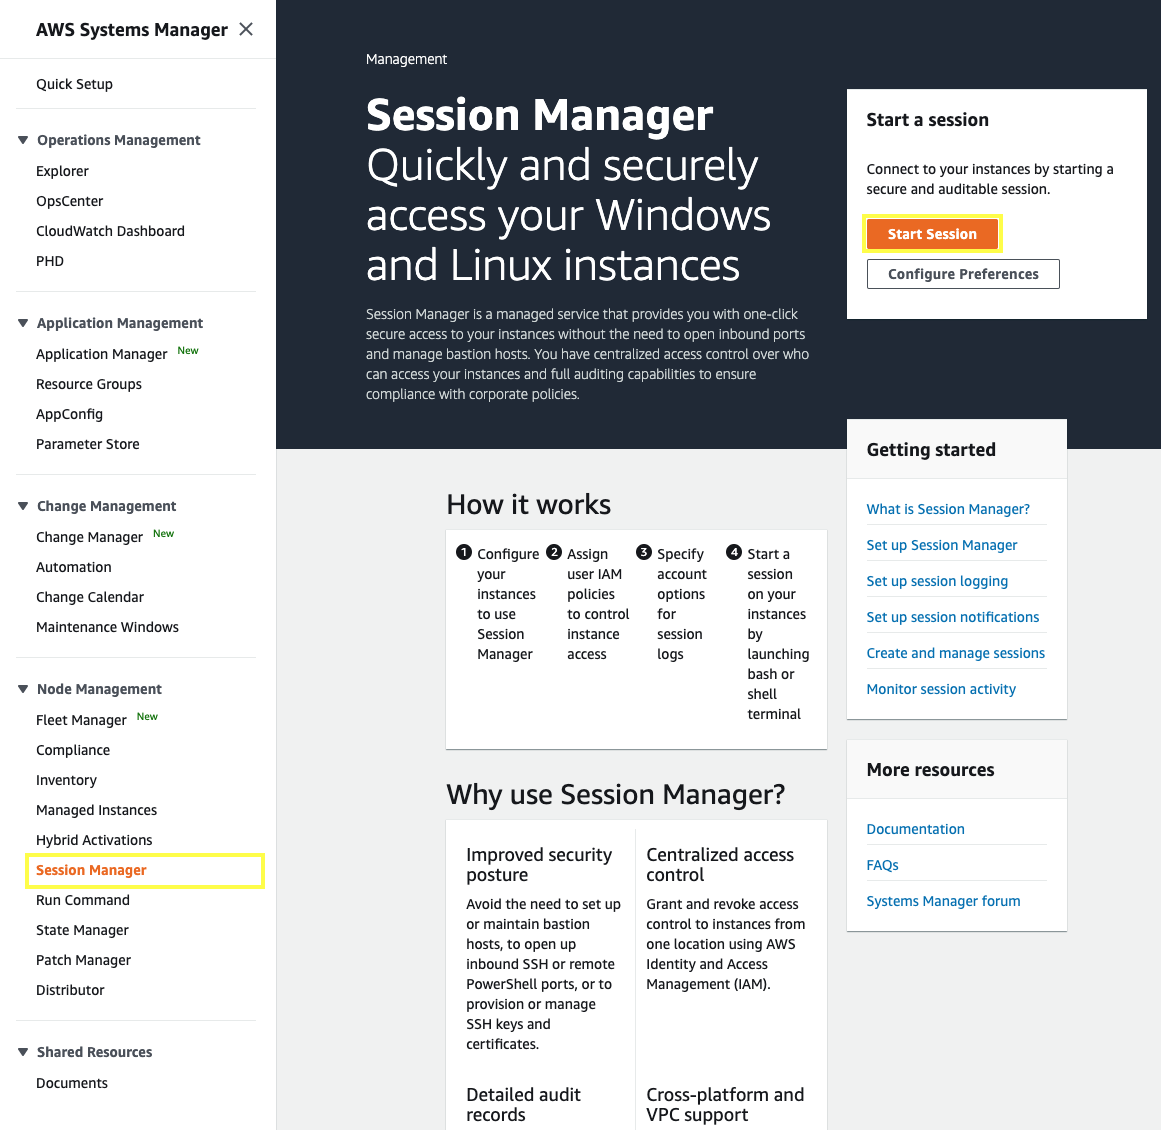 AWS Systems Manager
Quick Setup
Operations Management
Explorer
OpsCenter
CloudWatch Dashboard
PHD
Application Management
Application Manager New
Resource Groups
AppConfig
Parameter Store
Change Management
Change Manager New
Automation
Change Calendar
Maintenance Windows
Node Management
Fleet Manager New
Compliance
Inventory
Managed Instances
Hybrid Activations
Session Manager
Run Command
State Manager
Patch Manager
Distributor
Shared Resources
Documents
Management
Session Manager
Quickly and securely
access your Windows
and Linux instances
Session Manager is a managed service that provides you with one-click
secure access to your instances without the need to open inbound ports
and manage bastion hosts. You have centralized access control over who
can access your instances and full auditing capabilities to ensure
compliance with corporate policies.
Start a session
Connect to your instances by starting a
secure and auditable session.
Start Session
Configure Preferences
How it works
1 Configure
your
instances
to use
Session
Manager
2 Assign
user IAM
policies
to control
instance
access
3 Specify
account
options
for
session
logs
4 Start a
session
on your
instances
by
launching
bash or
shell
terminal
Why use Session Manager?
Improved security
posture
Avoid the need to set up
or maintain bastion
hosts, to open up
inbound SSH or remote
PowerShell ports, or to
provision or manage
SSH keys and
certificates.
Centralized access
control
Grant and revoke access
control to instances from
one location using AWS
Identity and Access
Management (IAM).
Detailed audit
records
Cross-platform and
VPC support
Getting started
What is Session Manager?
Set up Session Manager
Set up session logging
Set up session notifications
Create and manage sessions
Monitor session activity
More resources
Documentation
FAQs
Systems Manager forum